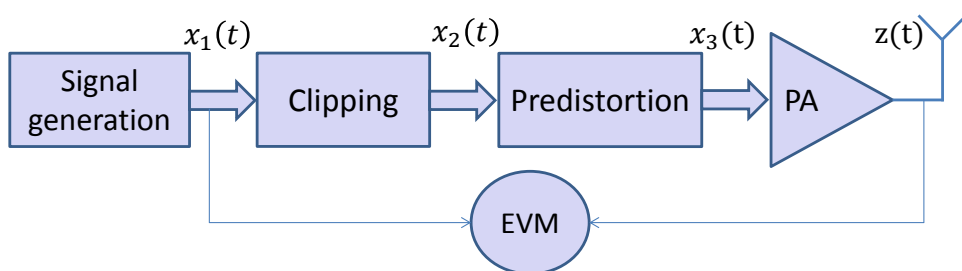 x₁(t)
x₂(t)
x₃(t)
z(t)
Signal
generation
Clipping
Predistortion
PA
EVM